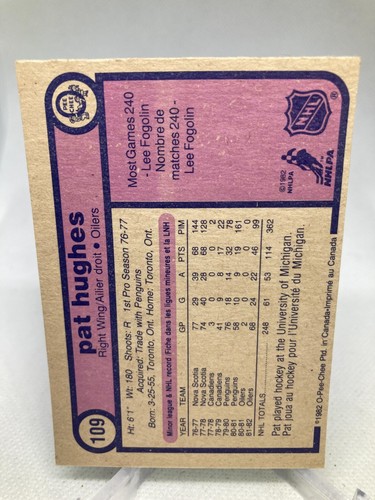 O
PEE
CHEE
pat hughes
Right Wing/Ailier droit • Oilers
109
Most Games 240
- Lee Fogolin
Nombre de
matches 240 -
Lee Fogolin
NHL
®
©1982
NHLPA
NHLPA
Ht: 6'1" Wt: 180 Shoots: R 1st Pro Season 76-77
Acquired: Trade with Penguins
Born: 3-25-55, Toronto, Ont. Home: Toronto, Ont.
Minor league & NHL record Fiche dans les ligues mineures et la LNH
YEAR TEAM GP G A PTS PIM
76-77 Nova Scotia 77 29 39 68 144
77-78 Nova Scotia 74 40 28 68 128
77-78 Canadiens 3 0 0 0 2
78-79 Canadiens 41 9 8 17 22
79-80 Penguins 76 18 14 32 78
80-81 Penguins 58 10 9 19 161
80-81 Oilers 2 0 0 0 0
81-82 Oilers 68 24 22 46 99
NHL TOTALS 248 61 53 114 362
Pat played hockey at the University of Michigan.
Pat joua au hockey pour l'Université du Michigan.
©1982 O-Pee-Chee Ptd. in Canada-Imprimé au Canada